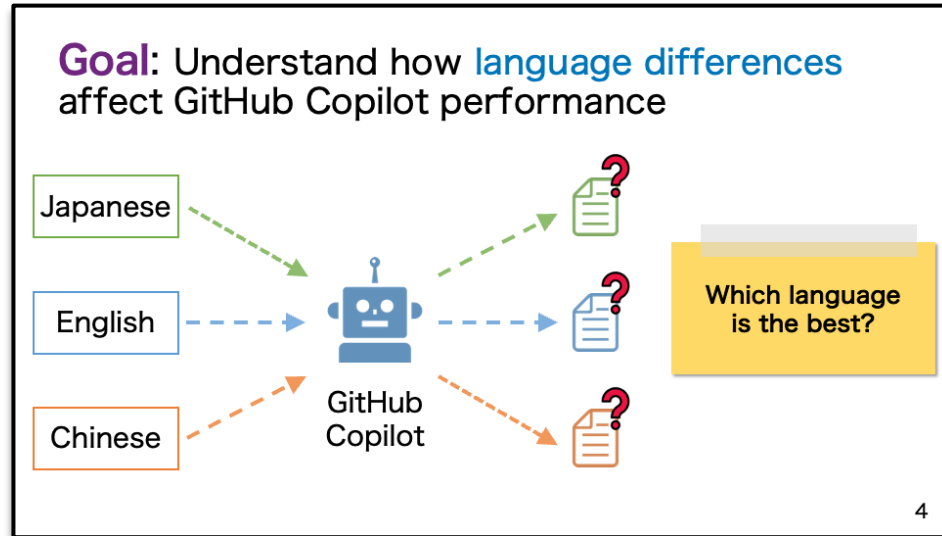 Goal: Understand how language differences
affect GitHub Copilot performance
Japanese
English
Chinese
GitHub
Copilot
?
?
?
Which language
is the best?
4